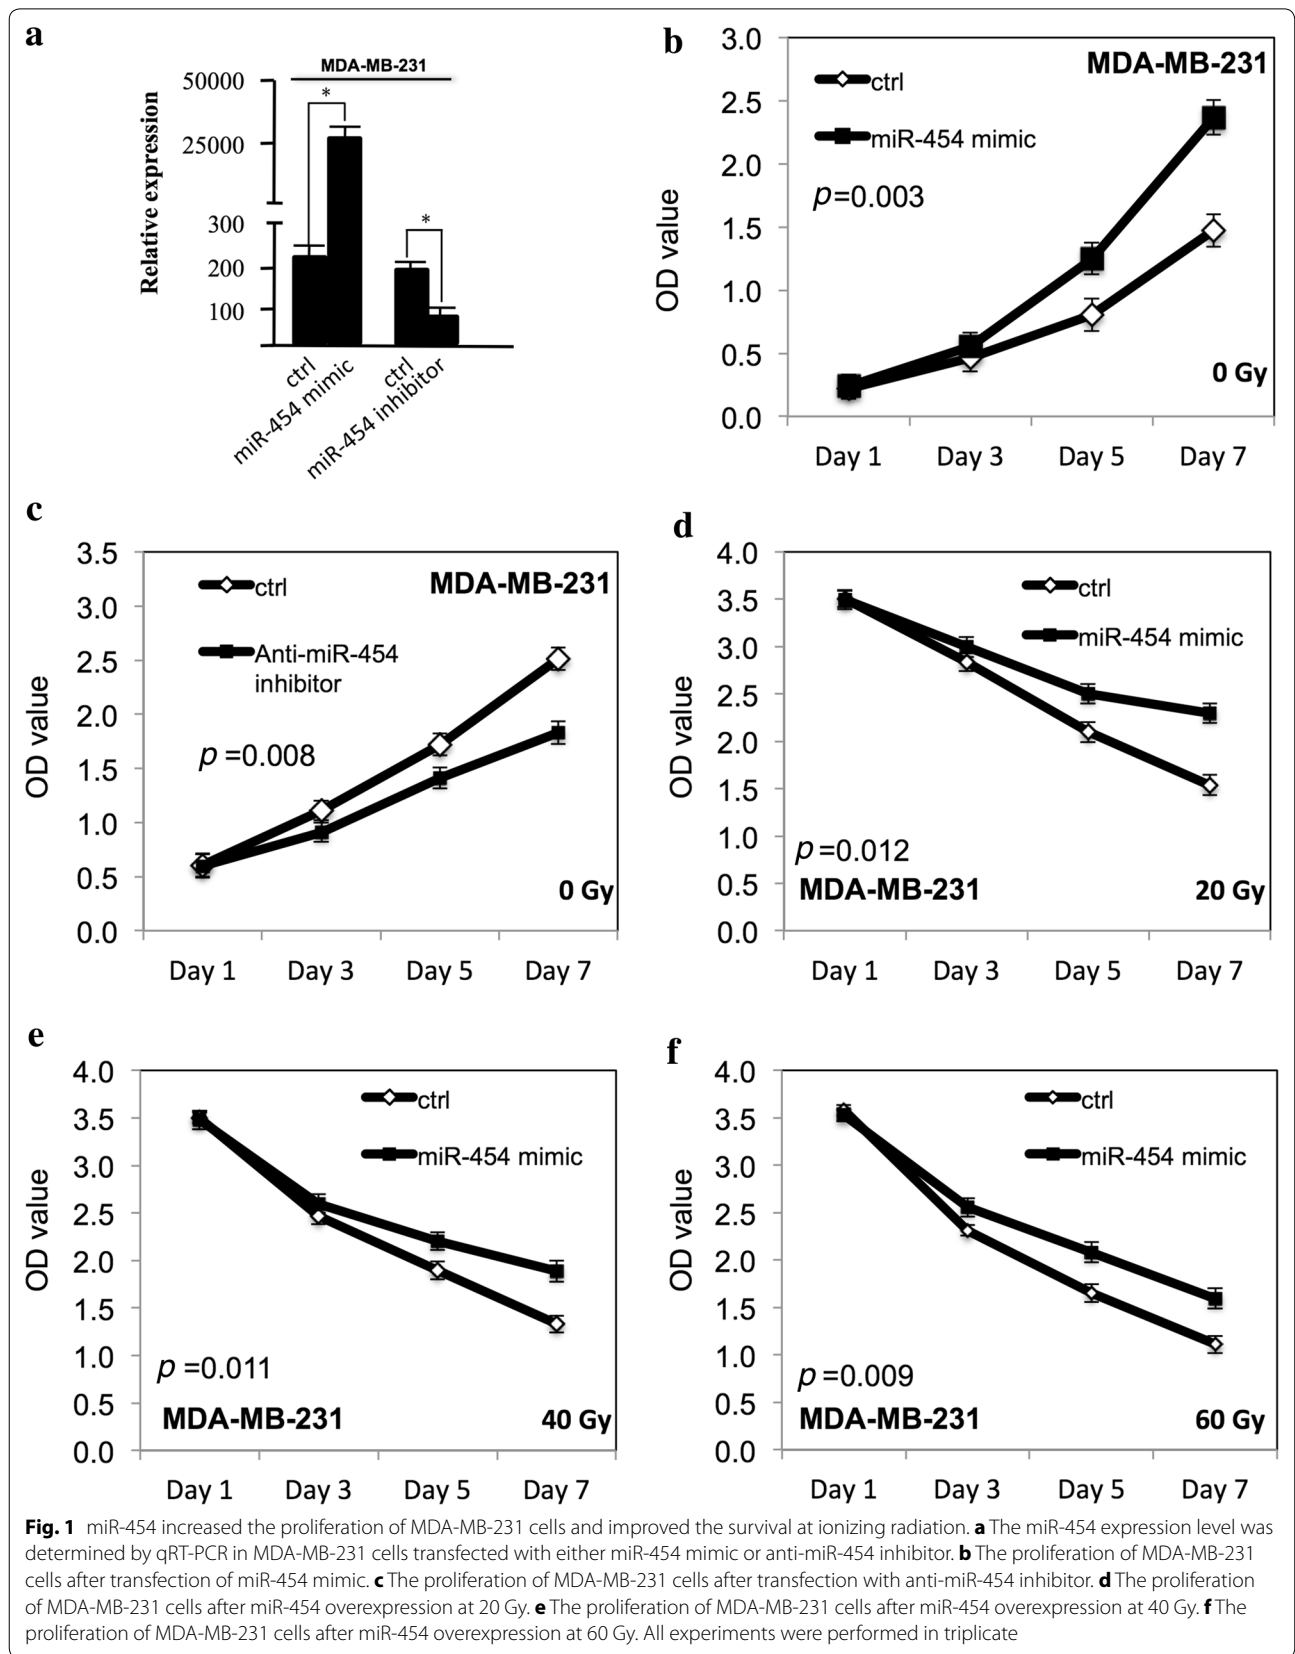 a
MDA-MB-231
Relative expression
50000
25000
300
200
100
*
*
ctrl
miR-454 mimic
ctrl
miR-454 inhibitor
b
MDA-MB-231
ctrl
miR-454 mimic
p=0.003
OD value
3.0
2.5
2.0
1.5
1.0
0.5
0.0
0 Gy
Day 1 Day 3 Day 5 Day 7
c
MDA-MB-231
ctrl
Anti-miR-454
inhibitor
p =0.008
OD value
3.5
3.0
2.5
2.0
1.5
1.0
0.5
0.0
0 Gy
Day 1 Day 3 Day 5 Day 7
d
ctrl
miR-454 mimic
OD value
4.0
3.5
3.0
2.5
2.0
1.5
1.0
0.5
0.0
p =0.012
MDA-MB-231 20 Gy
Day 1 Day 3 Day 5 Day 7
e
ctrl
miR-454 mimic
OD value
4.0
3.5
3.0
2.5
2.0
1.5
1.0
0.5
0.0
p =0.011
MDA-MB-231 40 Gy
Day 1 Day 3 Day 5 Day 7
f
ctrl
miR-454 mimic
OD value
4.0
3.5
3.0
2.5
2.0
1.5
1.0
0.5
0.0
p =0.009
MDA-MB-231 60 Gy
Day 1 Day 3 Day 5 Day 7
Fig. 1 miR-454 increased the proliferation of MDA-MB-231 cells and improved the survival at ionizing radiation. a The miR-454 expression level was
determined by qRT-PCR in MDA-MB-231 cells transfected with either miR-454 mimic or anti-miR-454 inhibitor. b The proliferation of MDA-MB-231
cells after transfection of miR-454 mimic. c The proliferation of MDA-MB-231 cells after transfection with anti-miR-454 inhibitor. d The proliferation
of MDA-MB-231 cells after miR-454 overexpression at 20 Gy. e The proliferation of MDA-MB-231 cells after miR-454 overexpression at 40 Gy. f The
proliferation of MDA-MB-231 cells after miR-454 overexpression at 60 Gy. All experiments were performed in triplicate